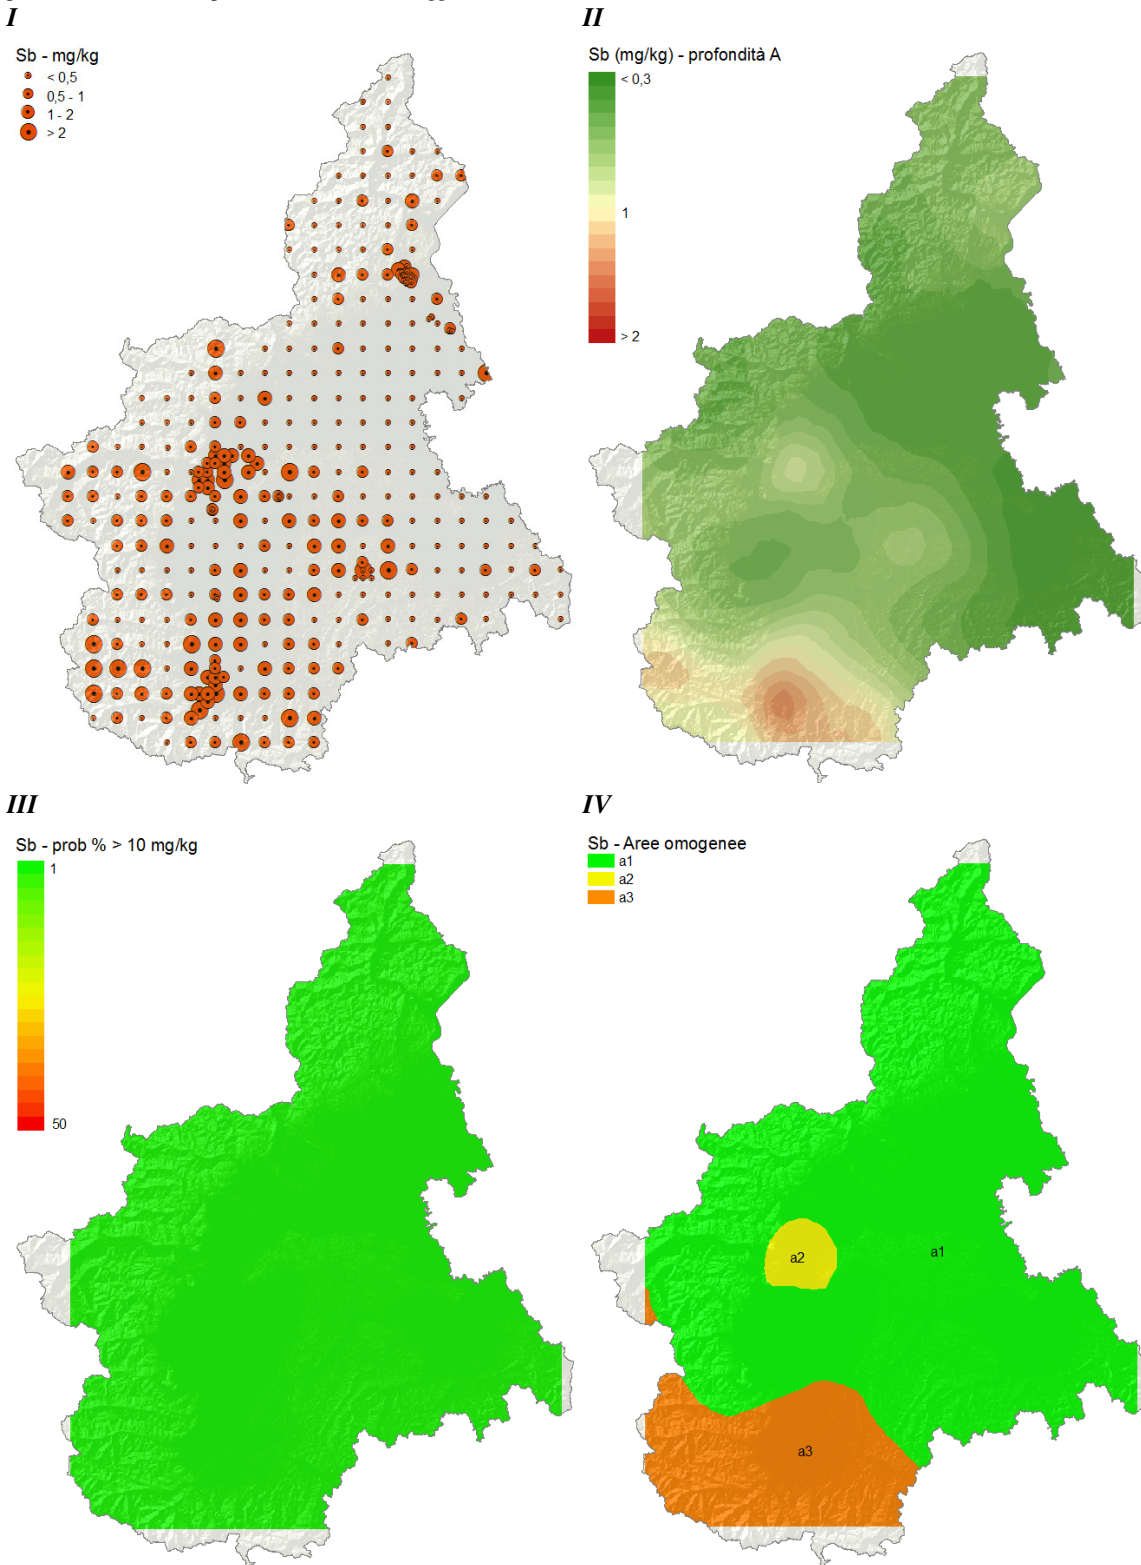 I
II
Sb - mg/kg
< 0,5
0,5 - 1
1 - 2
> 2
Sb (mg/kg) - profondità A
< 0,3
1
> 2
III
IV
Sb - prob % > 10 mg/kg
1
50
Sb - Aree omogenee
a1
a2
a3
a1
a2
a3